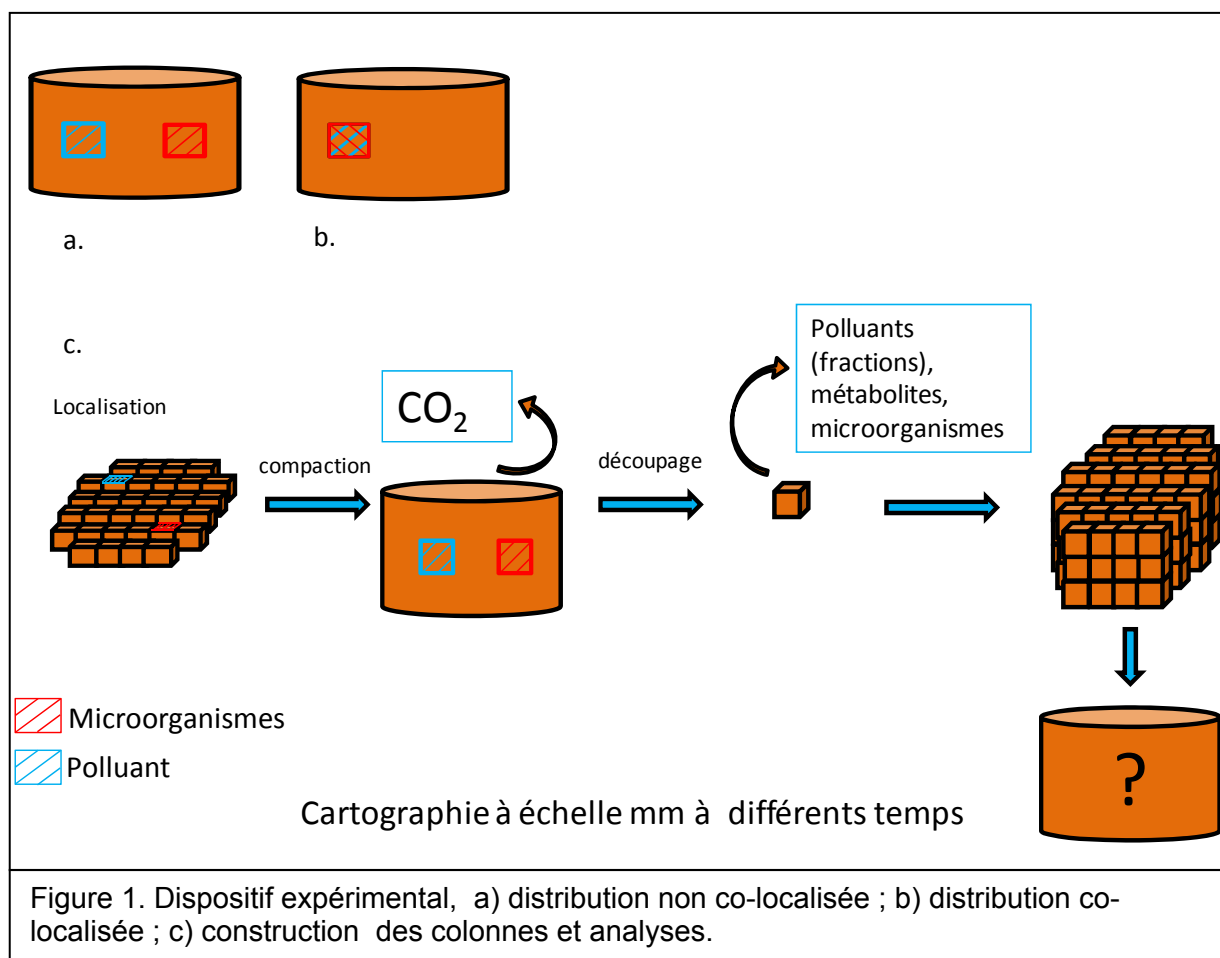 a.
b.
c.
Localisation
compaction
CO2
découpage
Polluants
(fractions),
métabolites,
microorganismes
Microorganismes
Polluant
?
Cartographie à échelle mm à différents temps
Figure 1. Dispositif expérimental, a) distribution non co-localisée ; b) distribution co-
localisée ; c) construction des colonnes et analyses.